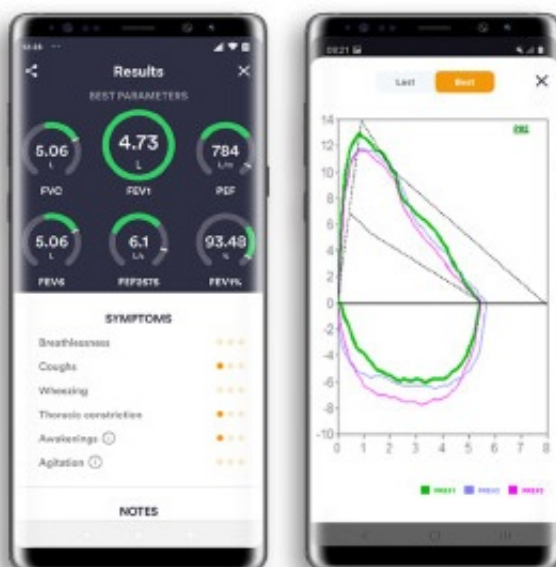 Results
BEST PARAMETERS
5.06
L
FVC
4.73
L
FEV1
784
L/m
PEF
5.06
L
FEV6
6.1
L/s
FEF2575
93.48
%
FEV1%
SYMPTOMS
Breathlessness
Coughs
Wheezing
Thoracic constriction
Awakenings
Agitation
NOTES
08:21
Last
Best
14
12
10
8
6
4
2
0
-2
-4
-6
-8
-10
0 1 2 3 4 5 6 7 8